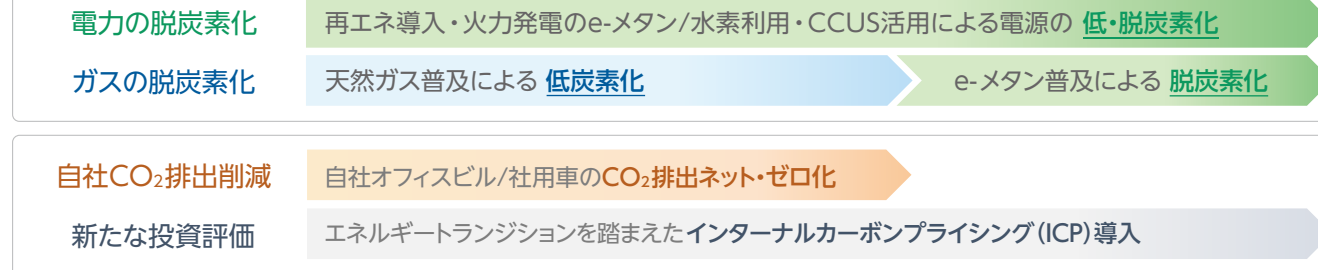 電力の脱炭素化 再エネ導入・火力発電のe-メタン/水素利用・CCUS活用による電源の 低・脱炭素化
ガスの脱炭素化 天然ガス普及による 低炭素化 e-メタン普及による 脱炭素化
自社CO₂排出削減 自社オフィスビル/社用車のCO₂排出ネット・ゼロ化
新たな投資評価 エネルギートランジションを踏まえたインターナルカーボンプライシング(ICP)導入